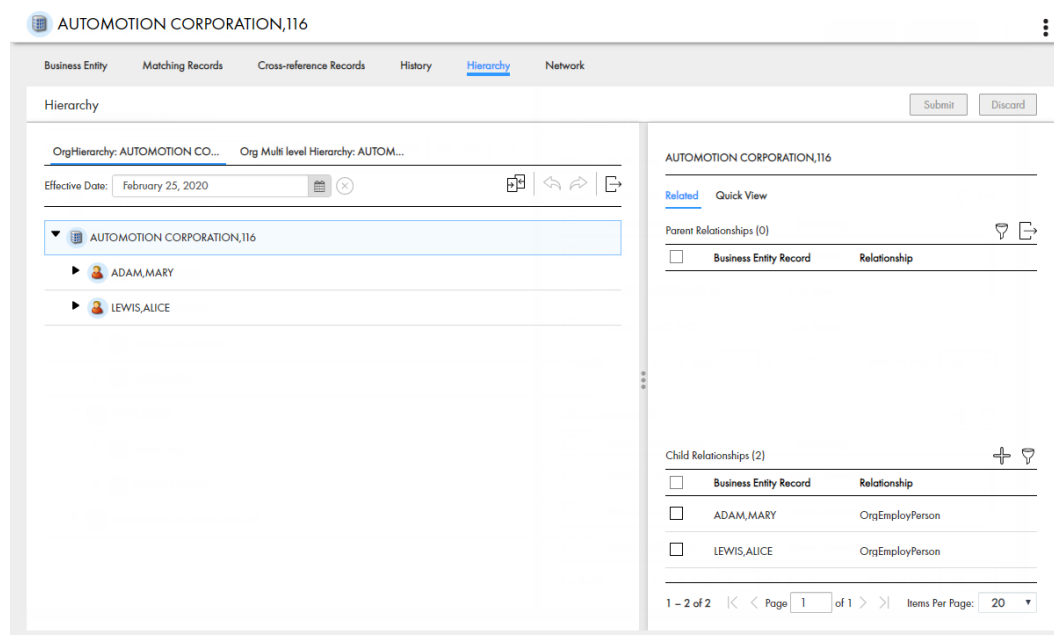 AUTOMOTION CORPORATION,116
Business Entity Matching Records Cross-reference Records History Hierarchy Network
Hierarchy Submit Discard
OrgHierarchy: AUTOMOTION CO... Org Multi level Hierarchy: AUTOM...
Effective Date: February 25, 2020
AUTOMOTION CORPORATION,116
ADAM,MARY
LEWIS,ALICE
AUTOMOTION CORPORATION,116
Related Quick View
Parent Relationships (0)
Business Entity Record Relationship
Child Relationships (2)
Business Entity Record Relationship
ADAM,MARY OrgEmployPerson
LEWIS,ALICE OrgEmployPerson
1 – 2 of 2 Page 1 of 1 Items Per Page: 20